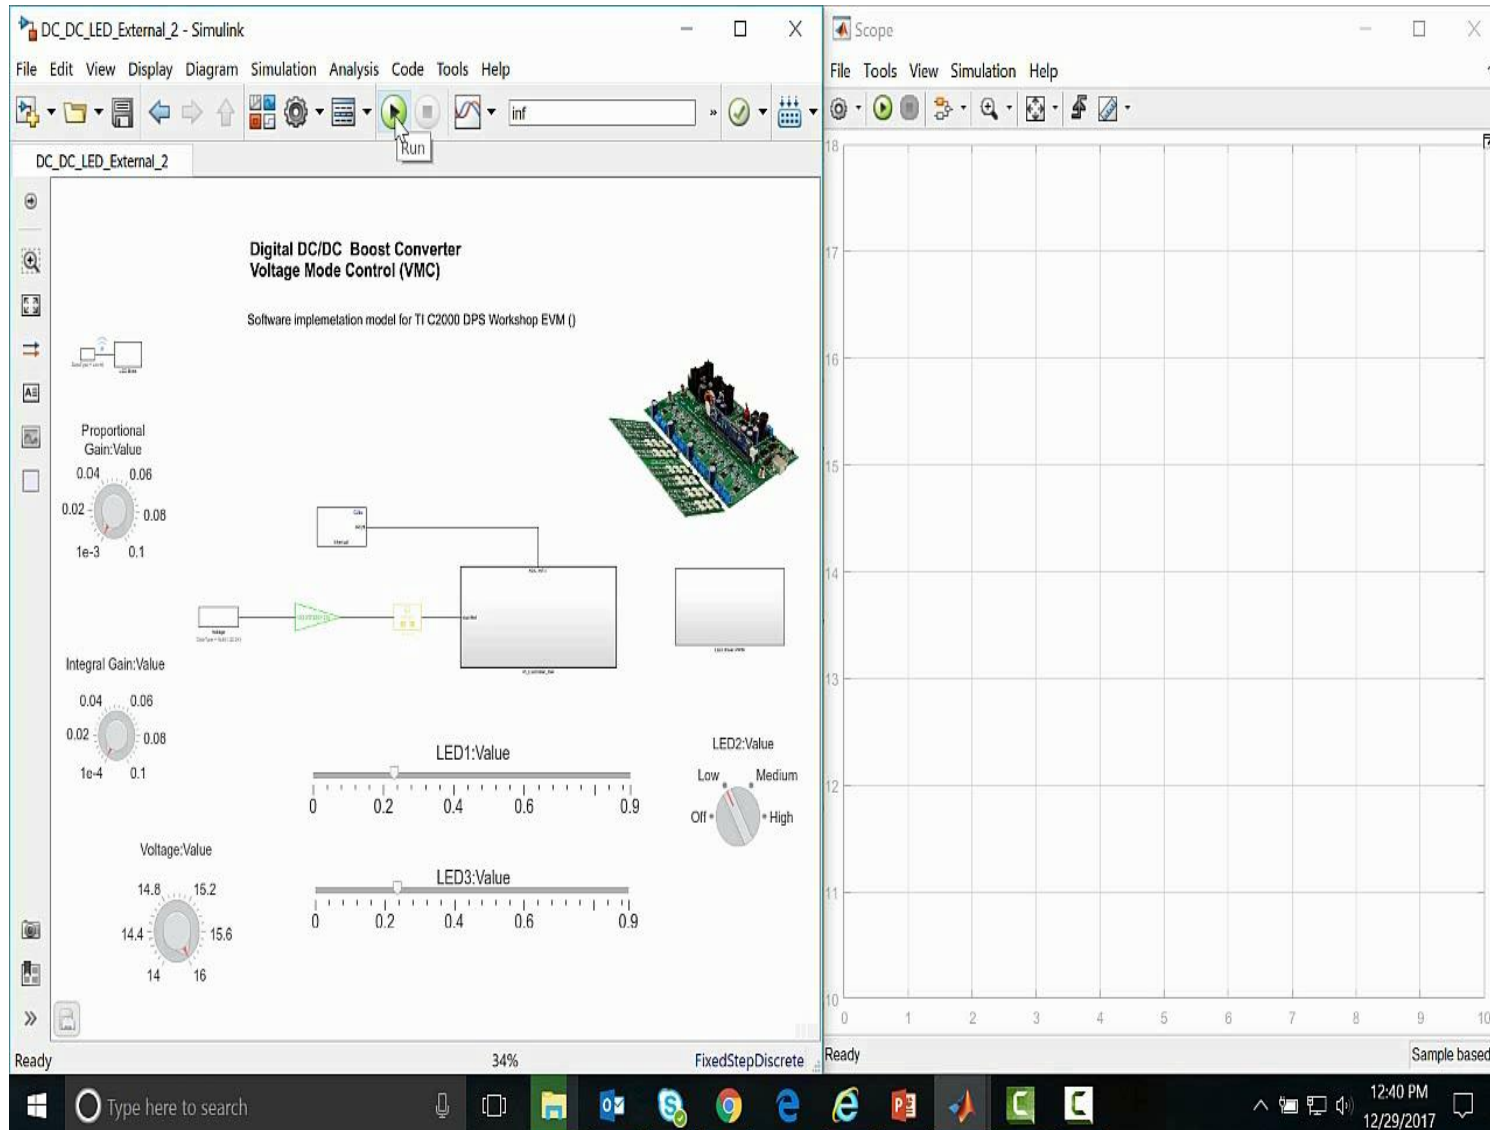 DC_DC_LED_External_2 - Simulink
File Edit View Display Diagram Simulation Analysis Code Tools Help
inf
»
Run
DC_DC_LED_External_2
Digital DC/DC  Boost Converter
Voltage Mode Control (VMC)
Software implemetation model for TI C2000 DPS Workshop EVM ()
Proportional
Gain:Value
0.04 0.06
0.02 0.08
1e-3 0.1
Voltage
Integral Gain:Value
0.04 0.06
0.02 0.08
1e-4 0.1
LED1:Value
0 0.2 0.4 0.6 0.9
LED2:Value
Low Medium
Off High
Voltage:Value
14.8 15.2
14.4 15.6
14 16
LED3:Value
0 0.2 0.4 0.6 0.9
Ready 34% FixedStepDiscrete
Scope
File Tools View Simulation Help
18
17
16
15
14
13
12
11
10
0 1 2 3 4 5 6 7 8 9 10
Ready Sample based
Type here to search
12:40 PM
12/29/2017